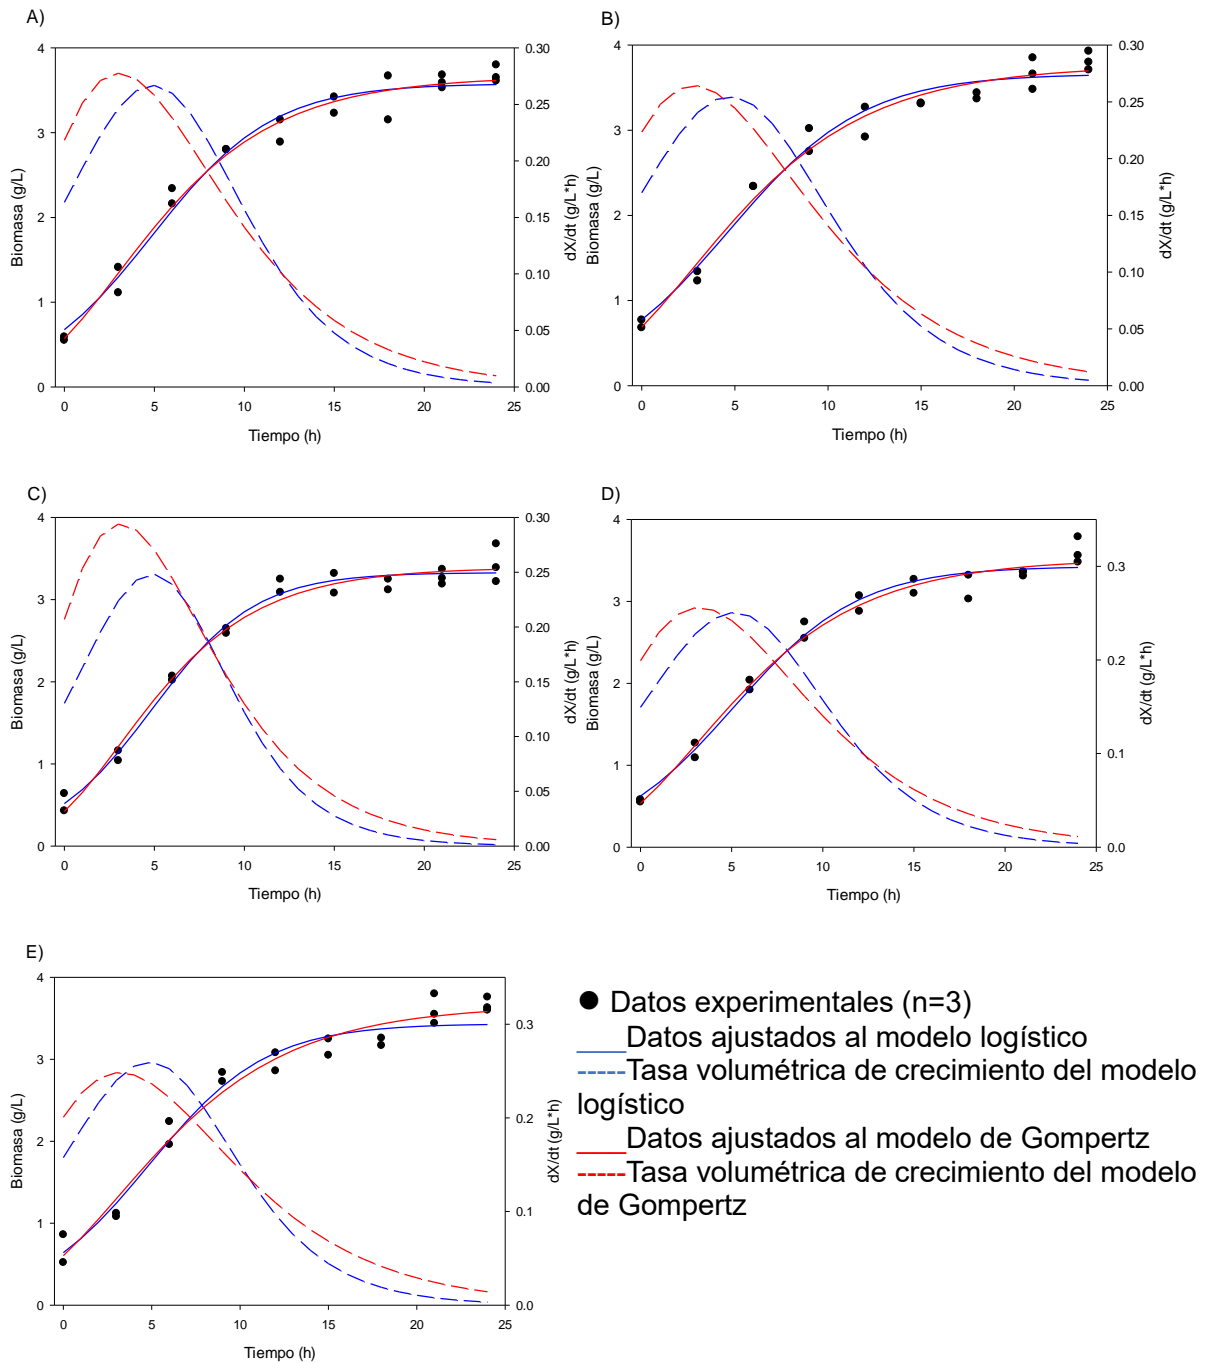 A)
4
3
2
1
0
Biomasa (g/L)
0.30
0.25
0.20
0.15
0.10
0.05
0.00
dX/dt (g/L*h)
0 5 10 15 20 25
Tiempo (h)
B)
4
3
2
1
0
Biomasa (g/L)
0.30
0.25
0.20
0.15
0.10
0.05
0.00
dX/dt (g/L*h)
0 5 10 15 20 25
Tiempo (h)
C)
4
3
2
1
0
Biomasa (g/L)
0.30
0.25
0.20
0.15
0.10
0.05
0.00
dX/dt (g/L*h)
0 5 10 15 20 25
Tiempo (h)
D)
4
3
2
1
0
Biomasa (g/L)
0.3
0.2
0.1
0.0
dX/dt (g/L*h)
0 5 10 15 20 25
Tiempo (h)
E)
4
3
2
1
0
Biomasa (g/L)
0.3
0.2
0.1
0.0
dX/dt (g/L*h)
0 5 10 15 20 25
Tiempo (h)
Datos experimentales (n=3)
Datos ajustados al modelo logístico
Tasa volumétrica de crecimiento del modelo
logístico
Datos ajustados al modelo de Gompertz
Tasa volumétrica de crecimiento del modelo
de Gompertz